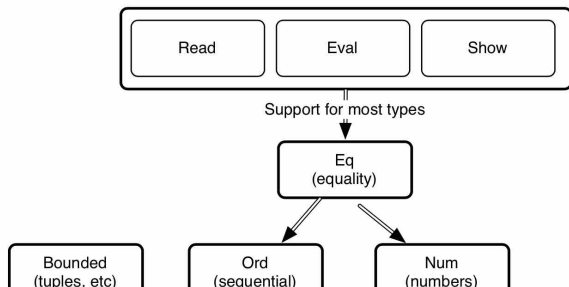 Read
Eval
Show
Support for most types
Eq
(equality)
Bounded
(tuples, etc)
Ord
(sequential)
Num
(numbers)